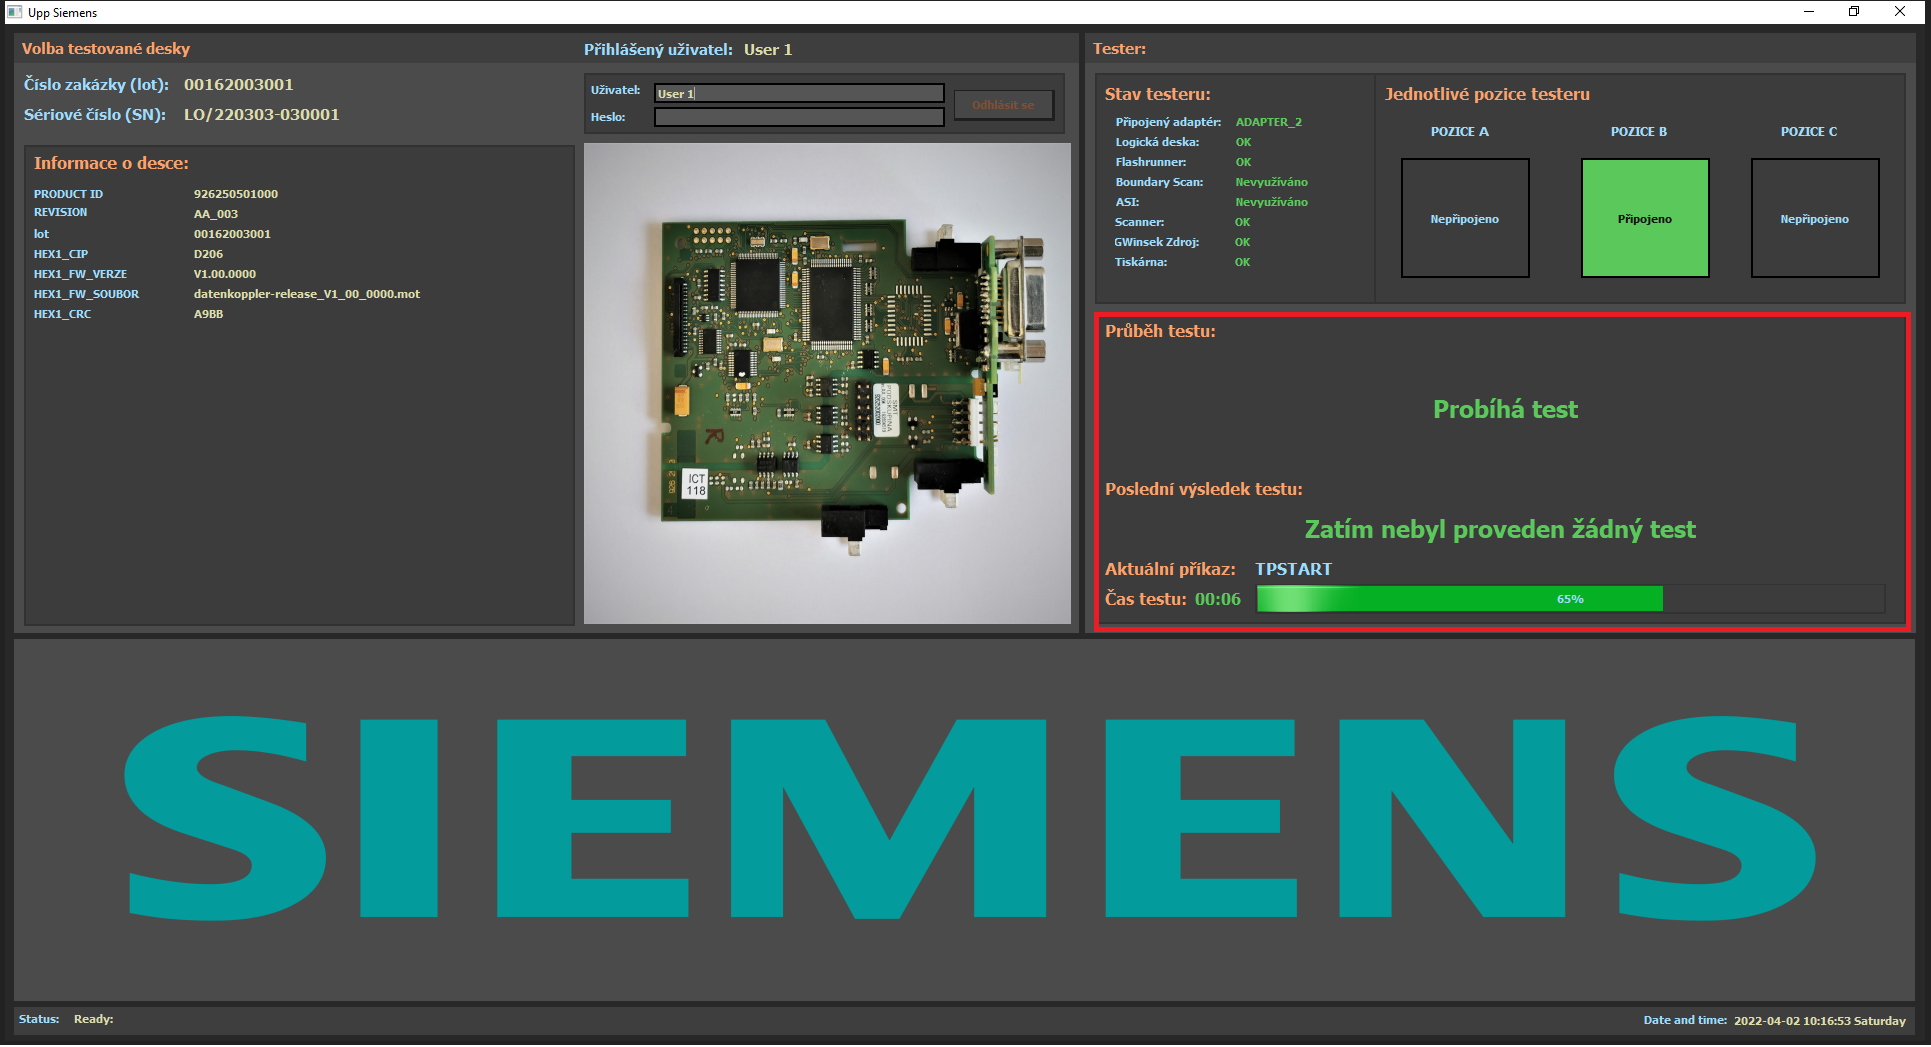 Upp Siemens
Volba testované desky
Číslo zakázky (lot): 00162003001
Sériové číslo (SN): LO/220303-030001
Informace o desce:
PRODUCT ID 926250501000
REVISION AA_003
lot 00162003001
HEX1_CIP D206
HEX1_FW_VERZE V1.00.0000
HEX1_FW_SOUBOR datenkoppler-release_V1_00_0000.mot
HEX1_CRC A9BB
Přihlášený uživatel: User 1
Uživatel: User 1
Heslo:
Odhlásit se
R
ICT
118
Tester:
Stav testeru:
Připojený adaptér: ADAPTER_2
Logická deska: OK
Flashrunner: OK
Boundary Scan: Nevyužíváno
ASI: Nevyužíváno
Scanner: OK
GWinsek Zdroj: OK
Tiskárna: OK
Jednotlivé pozice testeru
POZICE A POZICE B POZICE C
Nepřipojeno Připojeno Nepřipojeno
Průběh testu:
Probíhá test
Poslední výsledek testu:
Zatím nebyl proveden žádný test
Aktuální příkaz: TPSTART
Čas testu: 00:06 65%
SIEMENS
Status: Ready:
Date and time: 2022-04-02 10:16:53 Saturday